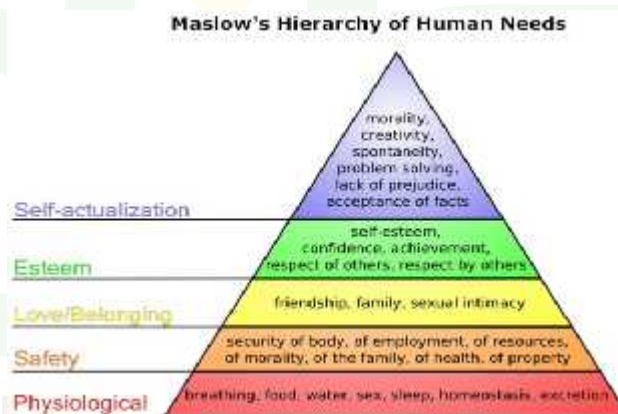 Maslow's Hierarchy of Human Needs
morality,
creativity,
spontaneity,
problem solving,
lack of prejudice,
acceptance of facts
Self-actualization
self-esteem,
confidence, achievement,
respect of others, respect by others
Esteem
friendship, family, sexual intimacy
Love/Belonging
security of body, of employment, of resources,
of morality, of the family, of health, of property
Safety
breathing, food, water, sex, sleep, homeostasis, excretion
Physiological